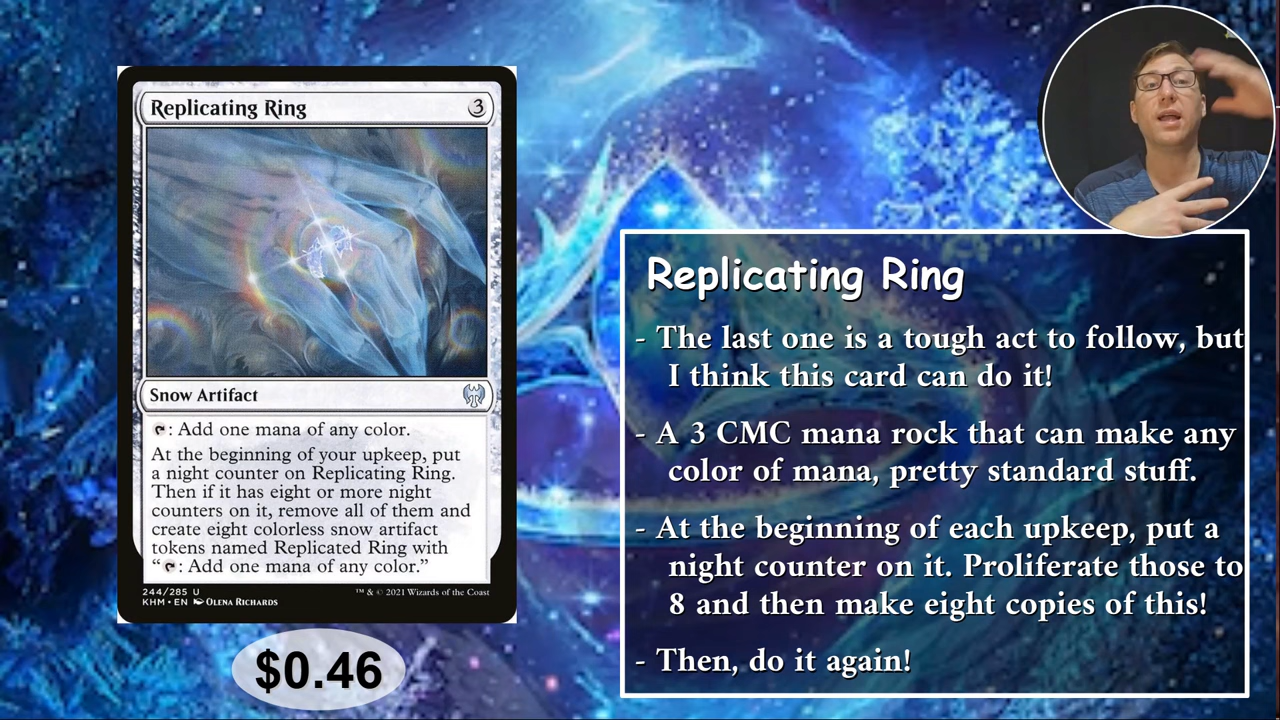 Replicating Ring 3
Snow Artifact
: Add one mana of any color.
At the beginning of your upkeep, put
a night counter on Replicating Ring.
Then if it has eight or more night
counters on it, remove all of them and
create eight colorless snow artifact
tokens named Replicated Ring with
“: Add one mana of any color.”
244/285 U
KHM • EN OLENA RICHARDS
™ & © 2021 Wizards of the Coast
$0.46
Replicating Ring
- The last one is a tough act to follow, but
I think this card can do it!
- A 3 CMC mana rock that can make any
color of mana, pretty standard stuff.
- At the beginning of each upkeep, put a
night counter on it. Proliferate those to
8 and then make eight copies of this!
- Then, do it again!